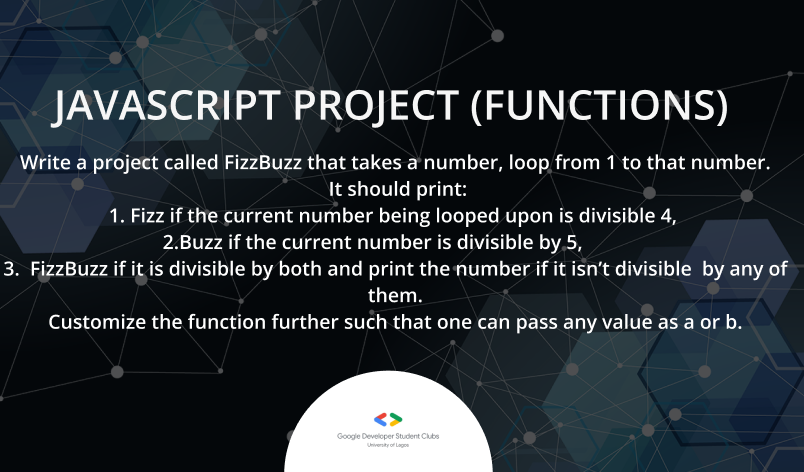 JAVASCRIPT PROJECT (FUNCTIONS)
Write a project called FizzBuzz that takes a number, loop from 1 to that number.
It should print:
1. Fizz if the current number being looped upon is divisible 4,
2.Buzz if the current number is divisible by 5,
3. FizzBuzz if it is divisible by both and print the number if it isn’t divisible by any of
them.
Customize the function further such that one can pass any value as a or b.
Google Developer Student Clubs
University of Lagos